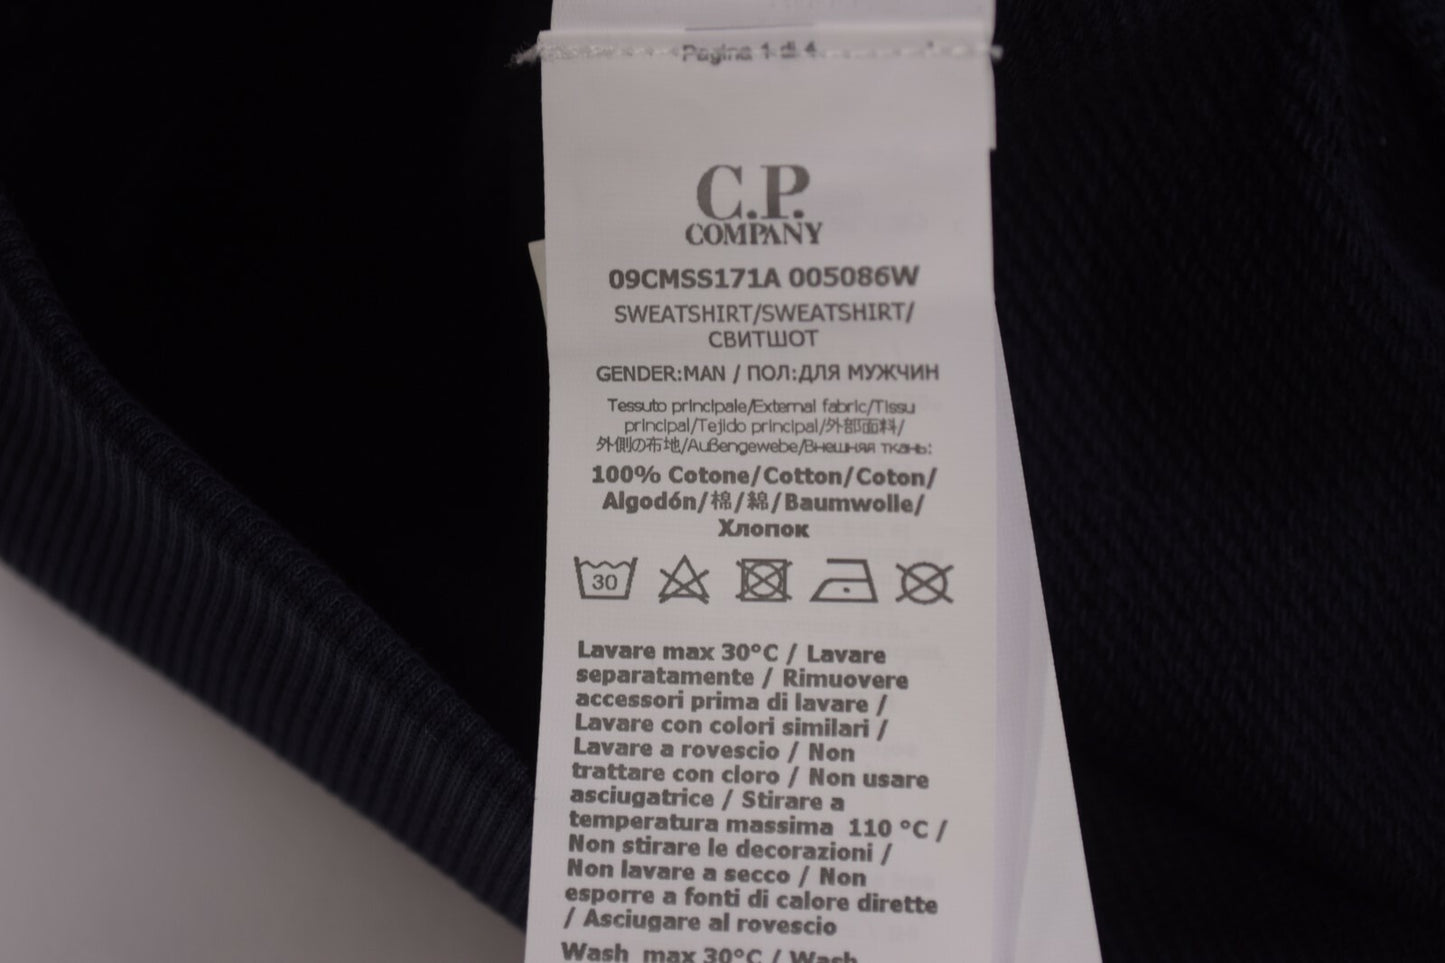 Pagina 1 di 4
C.P.
COMPANY
09CMSS171A 005086W
SWEATSHIRT/SWEATSHIRT/
СВИТШОТ
GENDER:MAN / ПОЛ:ДЛЯ МУЖЧИН
Tessuto principale/External fabric/Tissu
principal/Tejido principal/外部面料/
外側の布地/Außengewebe/Внешняя ткань:
100% Cotone/Cotton/Coton/
Algodón/棉/綿/Baumwolle/
Хлопок
30
Lavare max 30°C / Lavare
separatamente / Rimuovere
accessori prima di lavare /
Lavare con colori similari /
Lavare a rovescio / Non
trattare con cloro / Non usare
asciugatrice / Stirare a
temperatura massima 110 °C /
Non stirare le decorazioni /
Non lavare a secco / Non
esporre a fonti di calore dirette
/ Asciugare al rovescio
Wash max 30°C / Wash